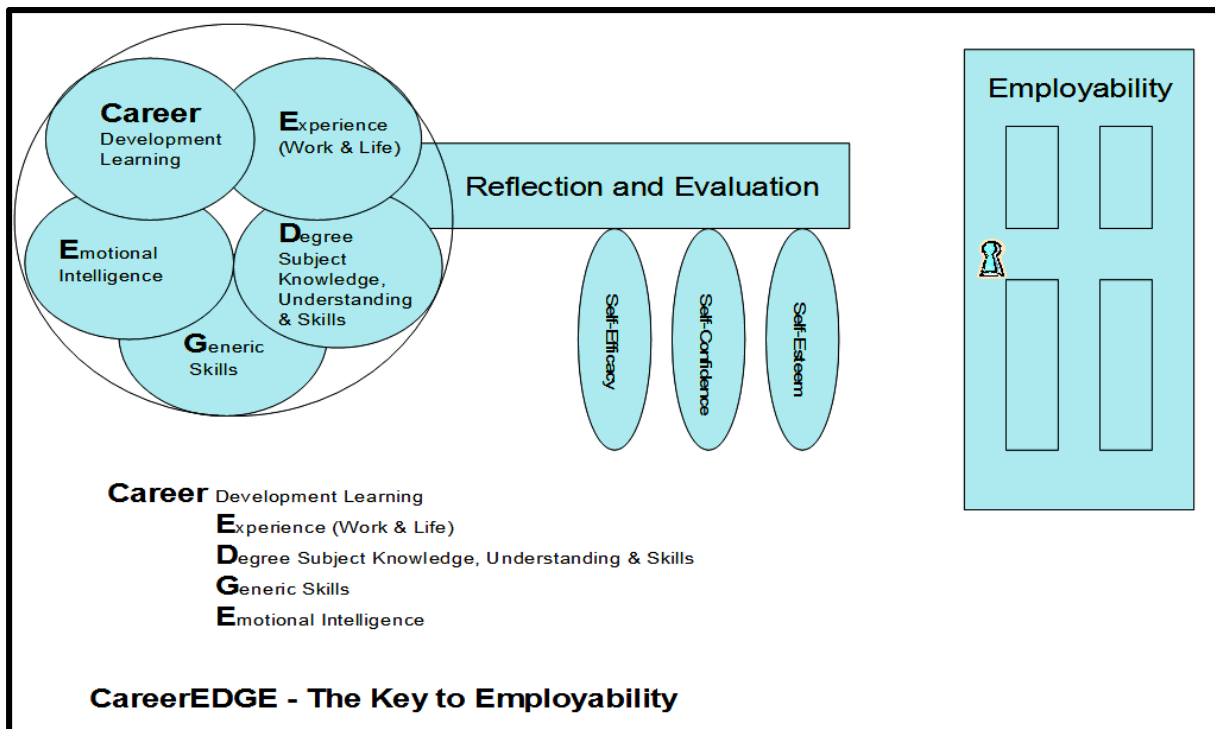 Career
Development
Learning
Experience
(Work & Life)
Emotional
Intelligence
Degree
Subject
Knowledge,
Understanding
& Skills
Generic
Skills
Reflection and Evaluation
Self-Efficacy
Self-Confidence
Self-Esteem
Employability
Career Development Learning
Experience (Work & Life)
Degree Subject Knowledge, Understanding & Skills
Generic Skills
Emotional Intelligence
CareerEDGE - The Key to Employability